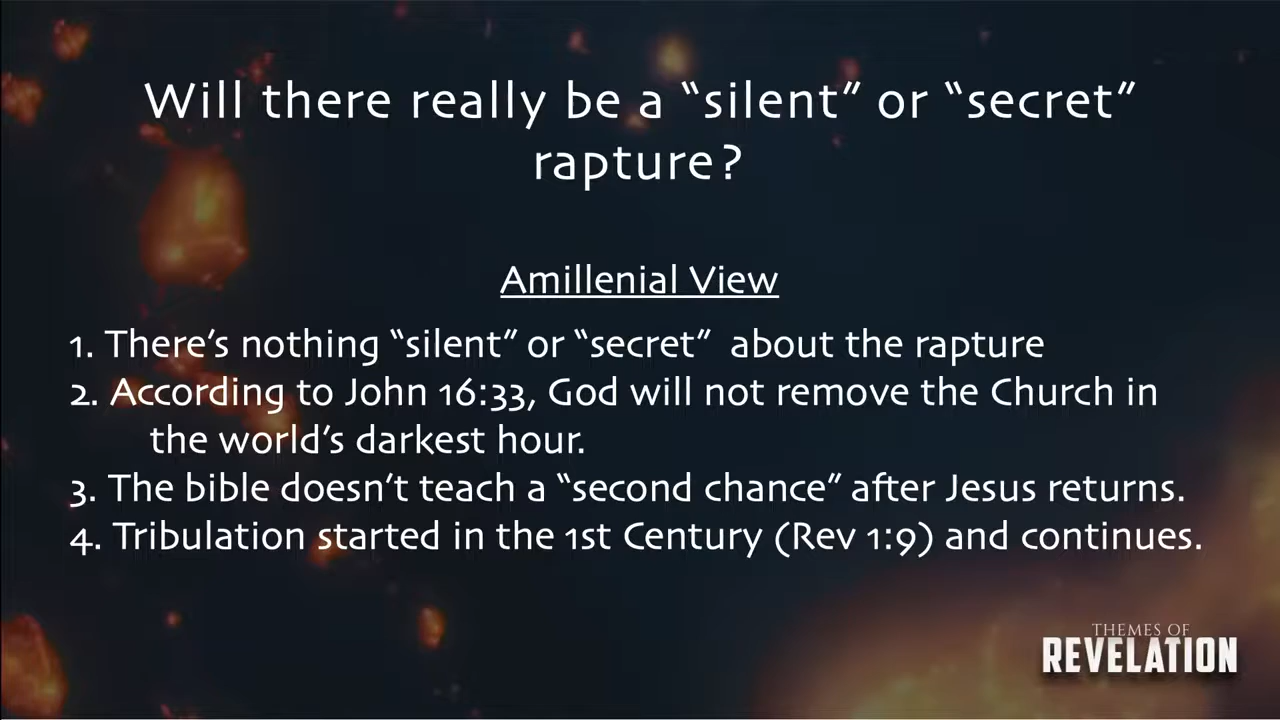 Will there really be a “silent” or “secret”
rapture?
Amillenial View
1. There’s nothing “silent” or “secret”  about the rapture
2. According to John 16:33, God will not remove the Church in
the world’s darkest hour.
3. The bible doesn’t teach a “second chance” after Jesus returns.
4. Tribulation started in the 1st Century (Rev 1:9) and continues.
THEMES OF
REVELATION